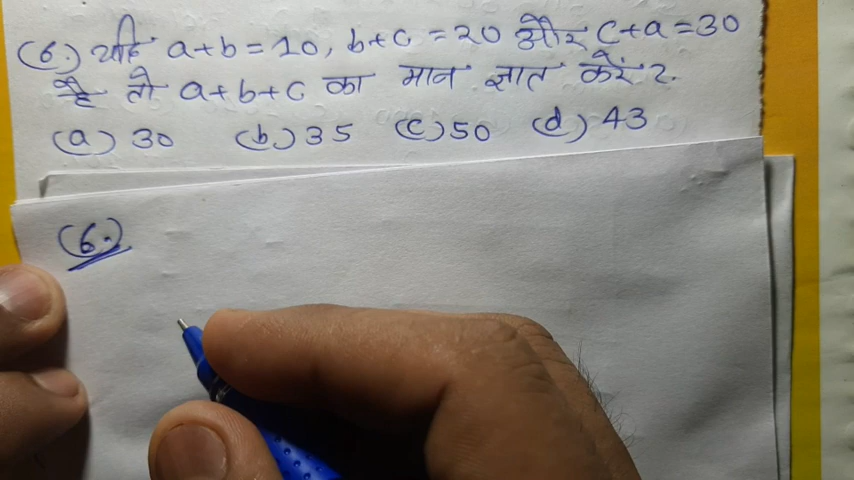 (6.) यदि a+b=10, b+c=20 और c+a=30
है तो a+b+c का मान ज्ञात करें ?.
(a) 30 (b) 35 (c) 50 (d) 43
(6.)